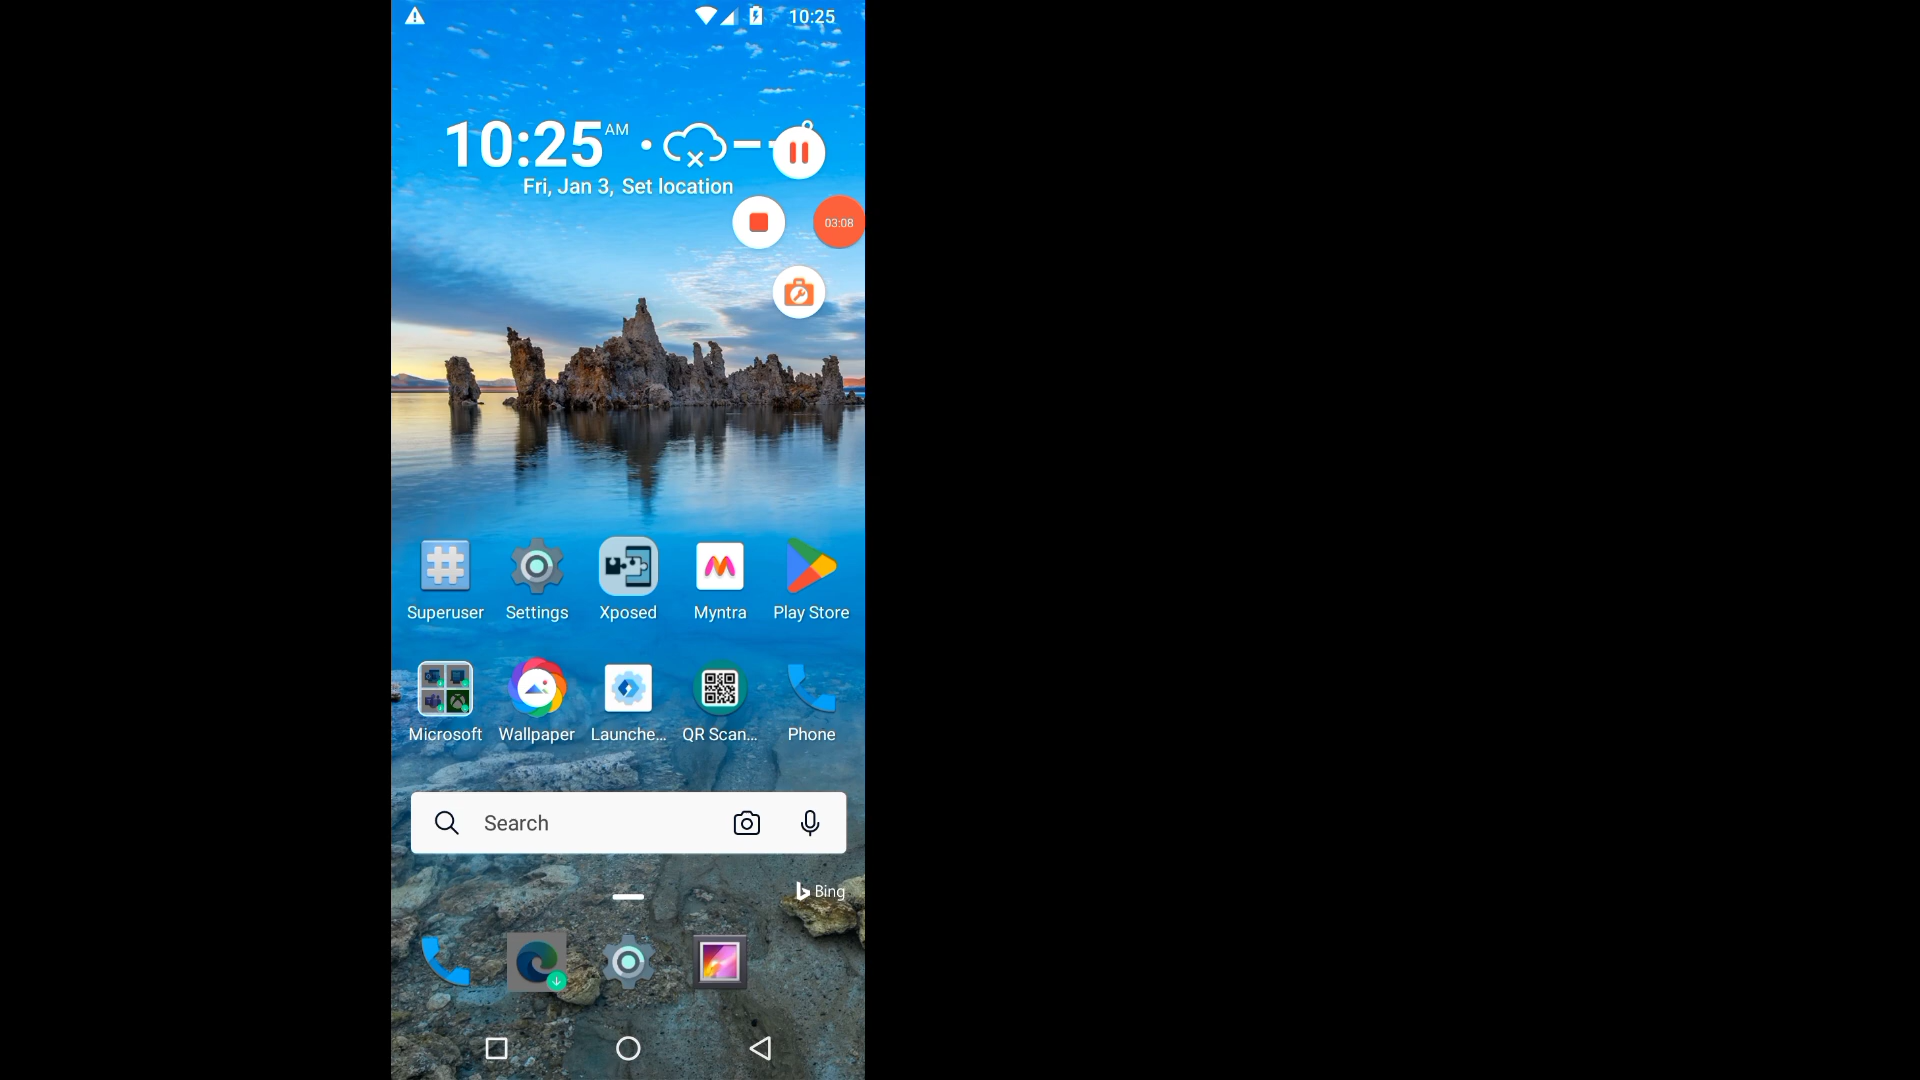 10:25
10:25 AM
Fri, Jan 3, Set location
03:08
Superuser Settings Xposed Myntra Play Store
Microsoft Wallpaper Launche... QR Scan... Phone
Search
Bing